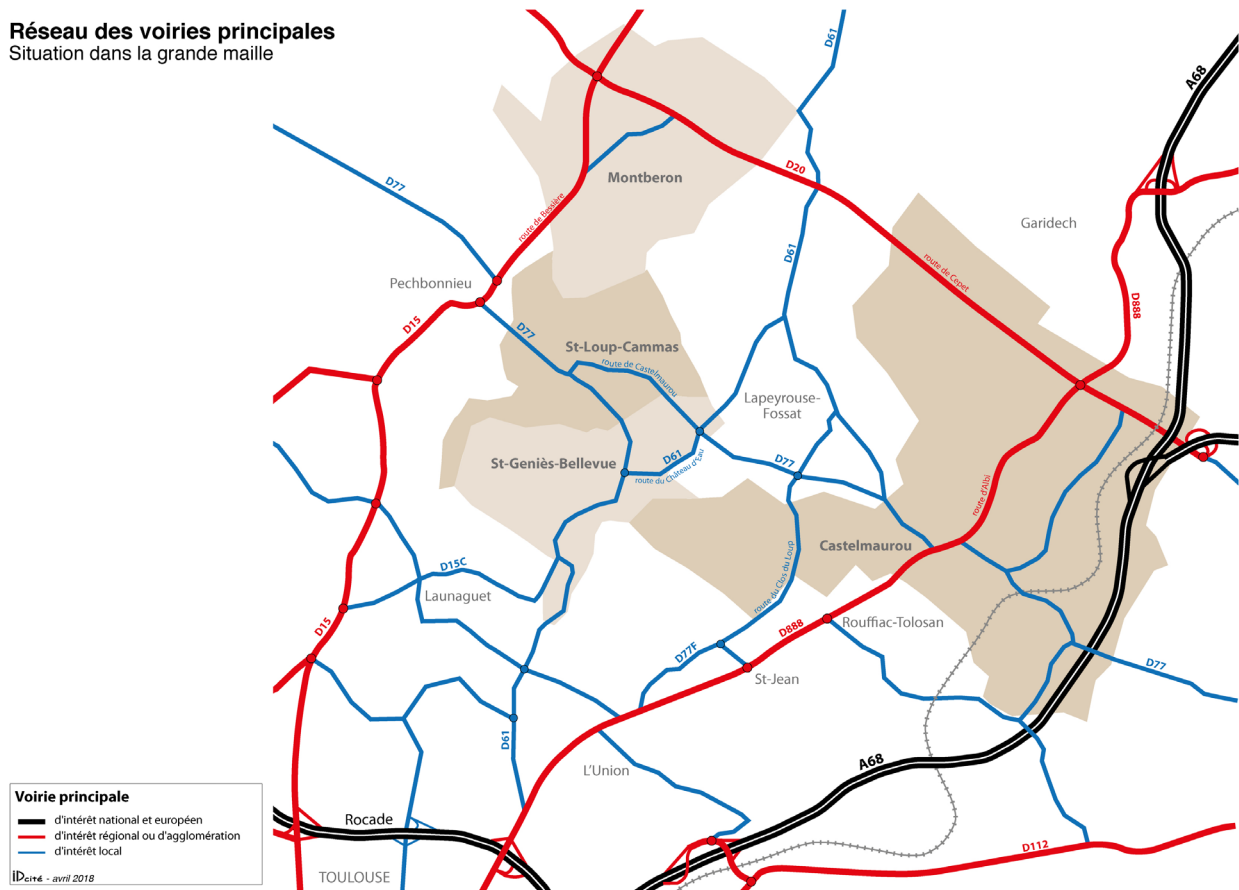 Réseau des voiries principales
Situation dans la grande maille
D61
A68
D77
Montberon
D20
route de Bessière
Garidech
D61
route de Cepet
Pechbonnieu
D888
D15
D77
St-Loup-Cammas
route de Castelmaurou
Lapeyrouse-
Fossat
St-Geniès-Bellevue
D61
route du Château d'Eau
D77
route d'Albi
Castelmaurou
route du Clos du Loup
D15C
Launaguet
D15
D888
Rouffiac-Tolosan
D77F
St-Jean
D77
D61
L'Union
A68
Voirie principale
d'intérêt national et européen
d'intérêt régional ou d'agglomération
d'intérêt local
iDcité - avril 2018
Rocade
TOULOUSE
D112